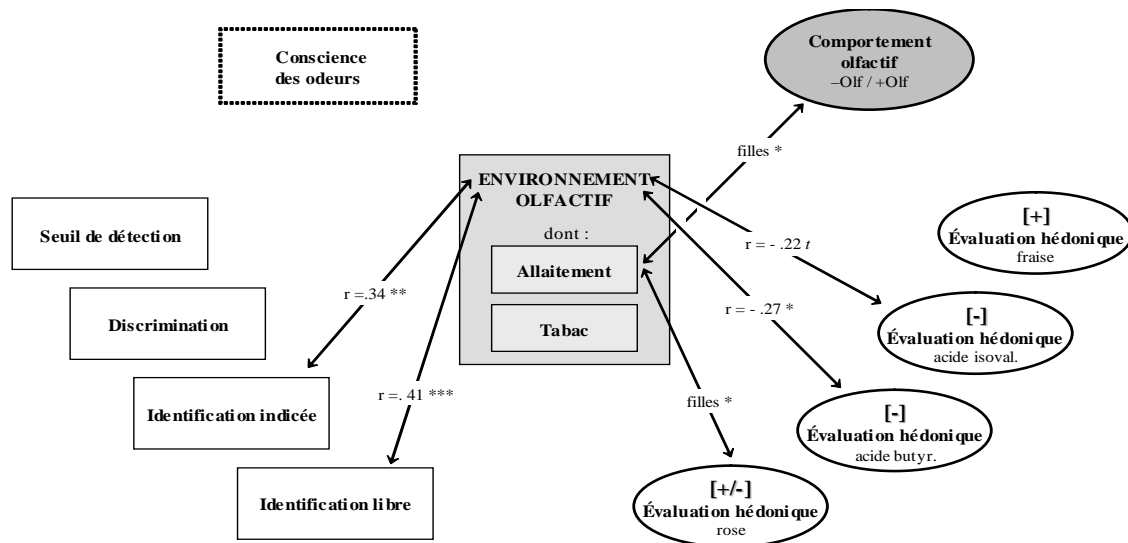 Conscience
des odeurs
Comportement
olfactif
–Olf / +Olf
filles *
ENVIRONNEMENT
OLFACTIF
dont :
Allaitement
Tabac
Seuil de détection
Discrimination
Identification indicée
Identification libre
r =.34 **
r =. 41 ***
r = - .22 t
r = - .27 *
filles *
[+]
Évaluation hédonique
fraise
[-]
Évaluation hédonique
acide isoval.
[-]
Évaluation hédonique
acide butyr.
[+/-]
Évaluation hédonique
rose